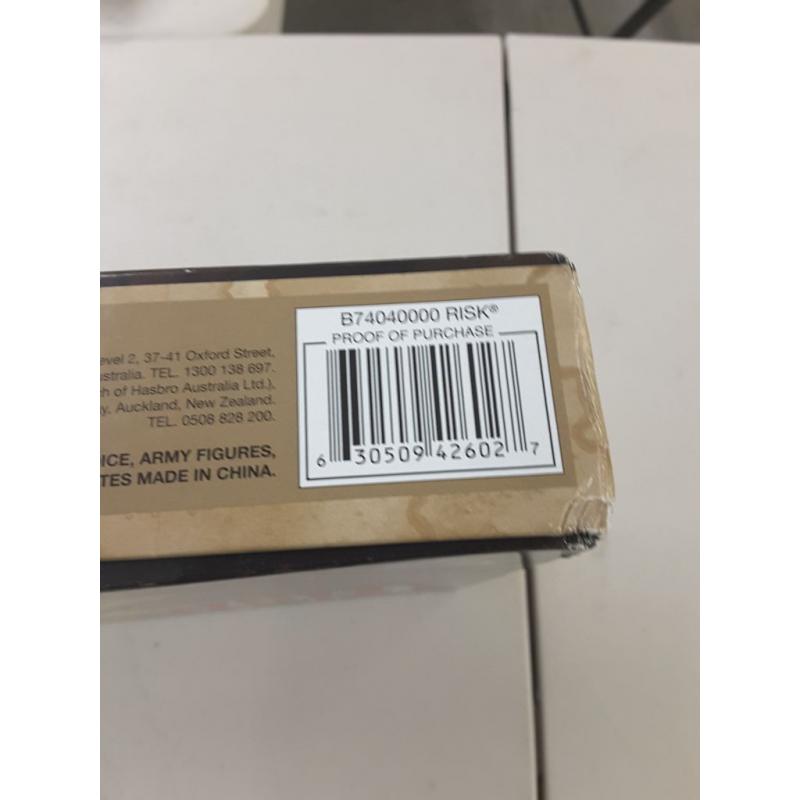 B74040000 RISK®
PROOF OF PURCHASE
6 30509 42602 7
evel 2, 37-41 Oxford Street,
stralia. TEL. 1300 138 697.
h of Hasbro Australia Ltd.),
y, Auckland, New Zealand.
TEL. 0508 828 200.
ICE, ARMY FIGURES,
TES MADE IN CHINA.